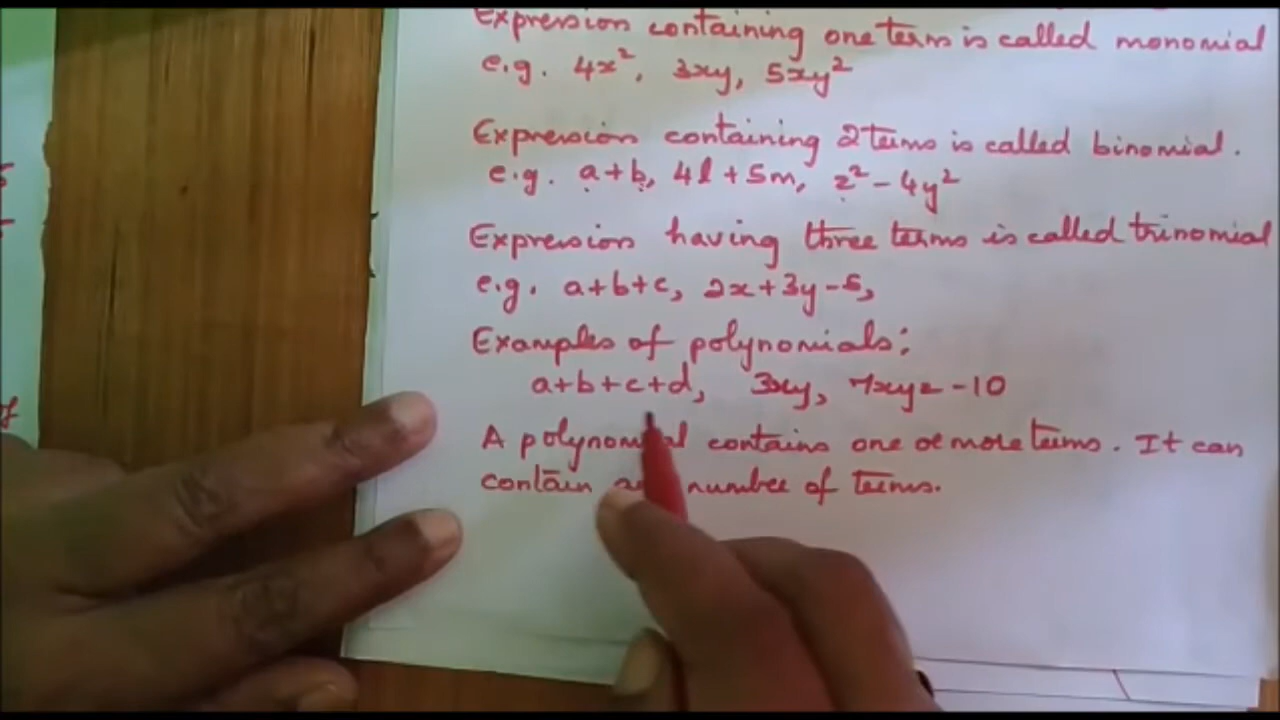 Expression containing one term is called monomial
e.g. 4x², 3xy, 5xy²
Expression containing 2 terms is called binomial.
e.g. a+b, 4l+5m, z²-4y²
Expression having three terms is called trinomial
e.g. a+b+c, 2x+3y-5,
Examples of polynomials:
a+b+c+d, 3xy, 7xyz-10
A polynomial contains one or more terms. It can
contain number of terms.